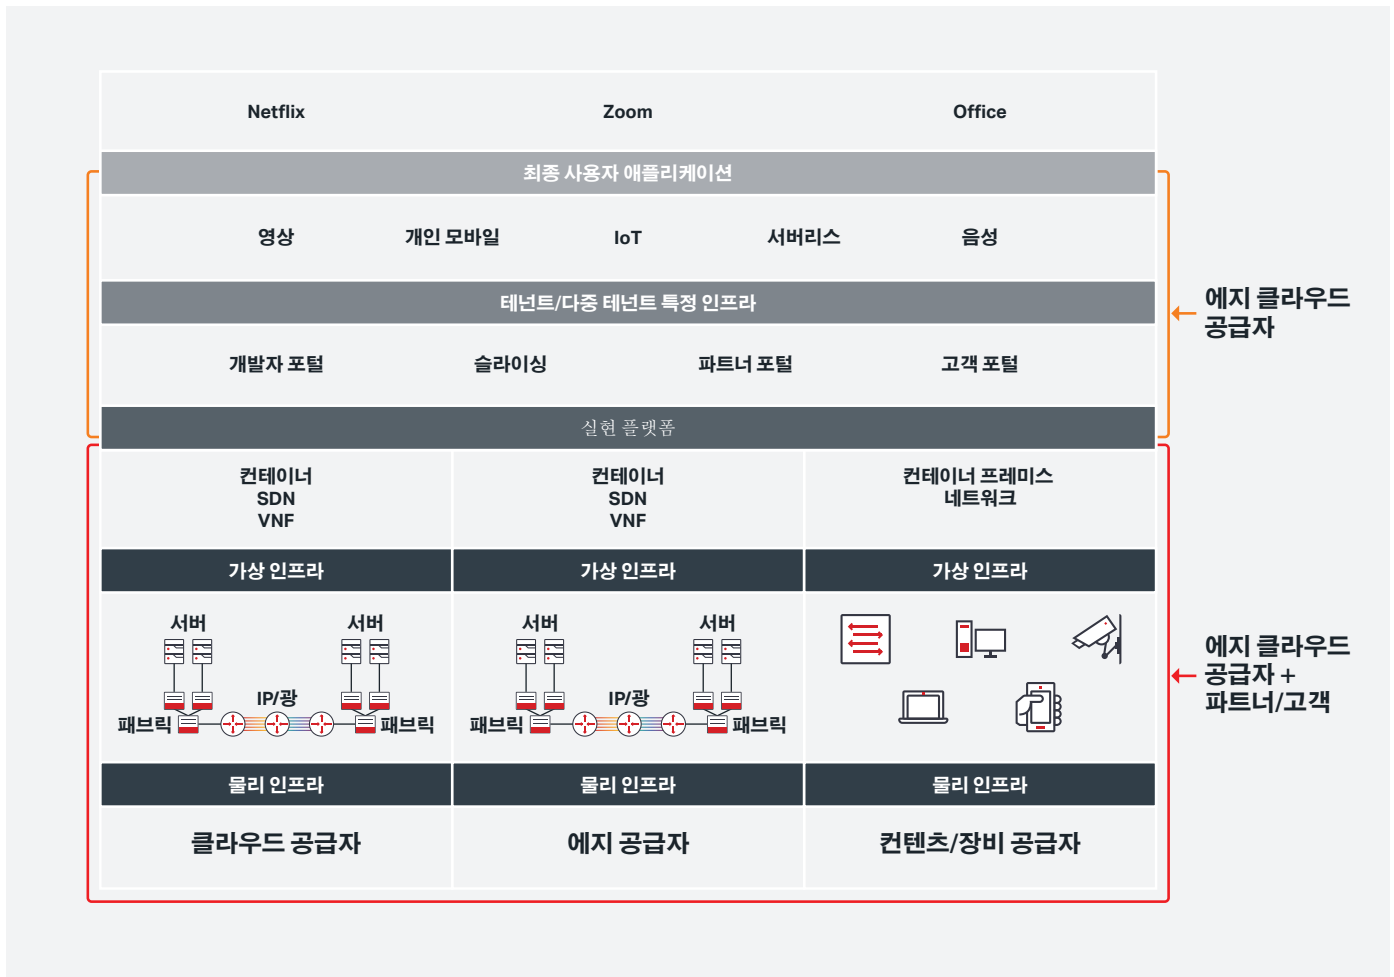 Netflix Zoom Office
최종 사용자 애플리케이션
영상 개인 모바일 IoT 서버리스 음성
테넌트/다중 테넌트 특정 인프라
에지 클라우드
공급자
개발자 포털 슬라이싱 파트너 포털 고객 포털
실현 플랫폼
컨테이너
SDN
VNF
컨테이너
SDN
VNF
컨테이너 프레미스
네트워크
가상 인프라 가상 인프라 가상 인프라
서버 서버
IP/광
패브릭 패브릭
서버 서버
IP/광
패브릭 패브릭
에지 클라우드
공급자 +
파트너/고객
물리 인프라 물리 인프라 물리 인프라
클라우드 공급자 에지 공급자 컨텐츠/장비 공급자